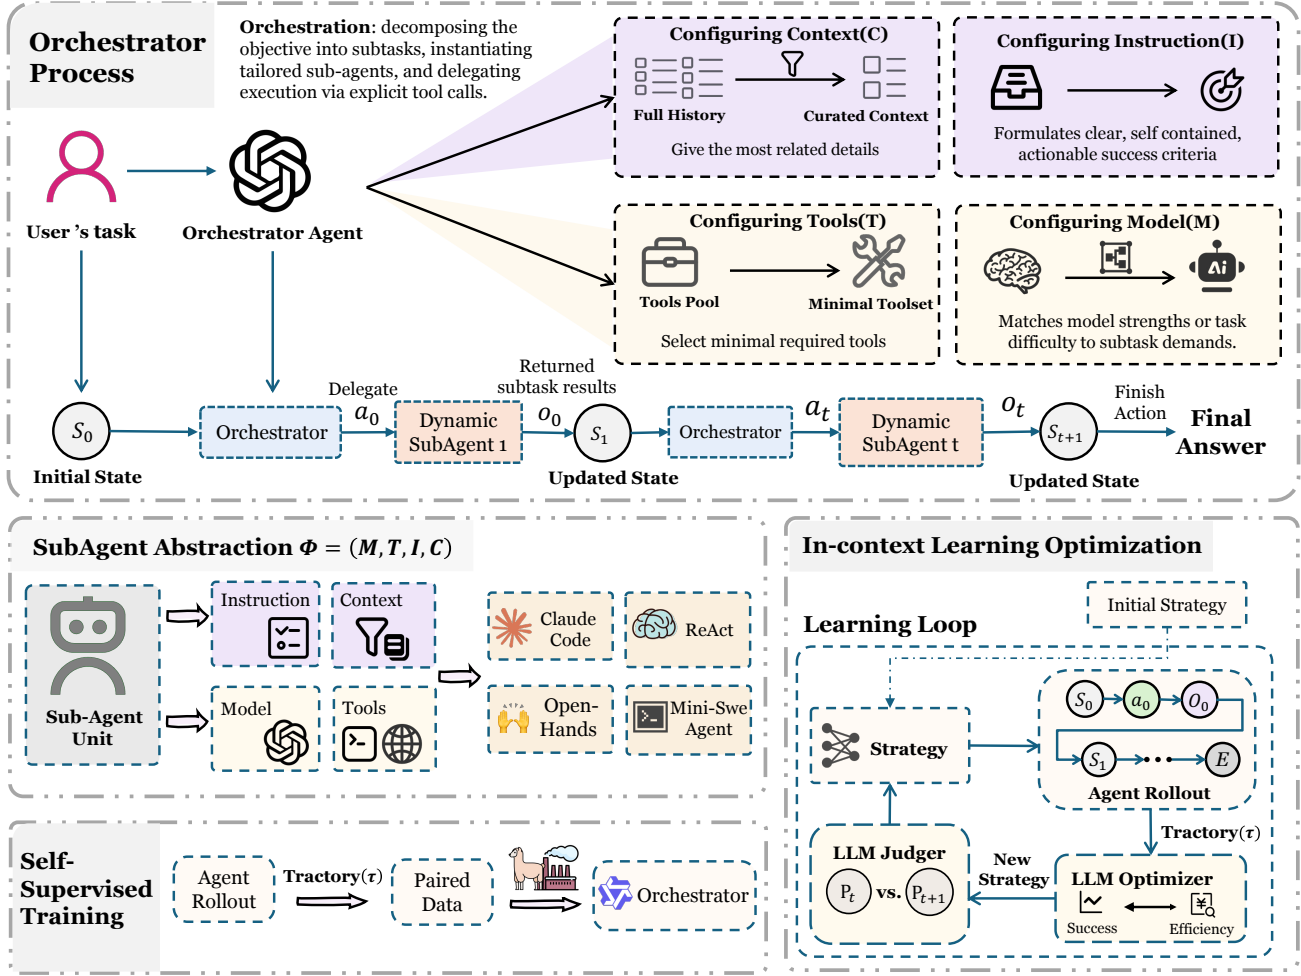 Orchestrator
Process
Orchestration: decomposing the
objective into subtasks, instantiating
tailored sub-agents, and delegating
execution via explicit tool calls.
User 's task
Orchestrator Agent
Configuring Context(C)
Full History
Curated Context
Give the most related details
Configuring Instruction(I)
Formulates clear, self contained,
actionable success criteria
Configuring Tools(T)
Tools Pool
Minimal Toolset
Select minimal required tools
Configuring Model(M)
Ai
Matches model strengths or task
difficulty to subtask demands.
S0
Initial State
Orchestrator
Delegate
a0
Dynamic
SubAgent 1
Returned
subtask results
o0
S1
Updated State
Orchestrator
at
Dynamic
SubAgent t
ot
St+1
Updated State
Finish
Action
Final
Answer
SubAgent Abstraction Φ = (M, T, I, C)
Sub-Agent
Unit
Instruction
Context
Model
Tools
Claude
Code
ReAct
Open-
Hands
Mini-Swe
Agent
Self-
Supervised
Training
Agent
Rollout
Tractory(τ)
Paired
Data
Orchestrator
In-context Learning Optimization
Initial Strategy
Learning Loop
Strategy
S0
a0
O0
S1
...
E
Agent Rollout
Tractory(τ)
LLM Judger
Pt vs. Pt+1
New
Strategy
LLM Optimizer
Success
Efficiency